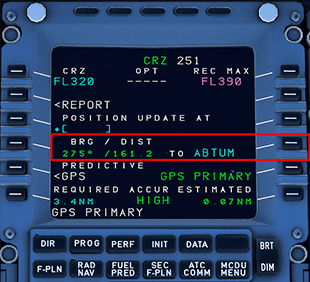 CRZ 251
CRZ OPT REC MAX
FL320 ----- FL390
<REPORT
POSITION UPDATE AT
*[ ]
BRG / DIST
275° /161.2 TO ABTUM
PREDICTIVE
<GPS GPS PRIMARY
REQUIRED ACCUR ESTIMATED
3.4NM HIGH 0.07NM
GPS PRIMARY
DIR PROG PERF INIT DATA BRT
F-PLN RAD NAV FUEL PRED SEC F-PLN ATC COMM MCDU MENU DIM